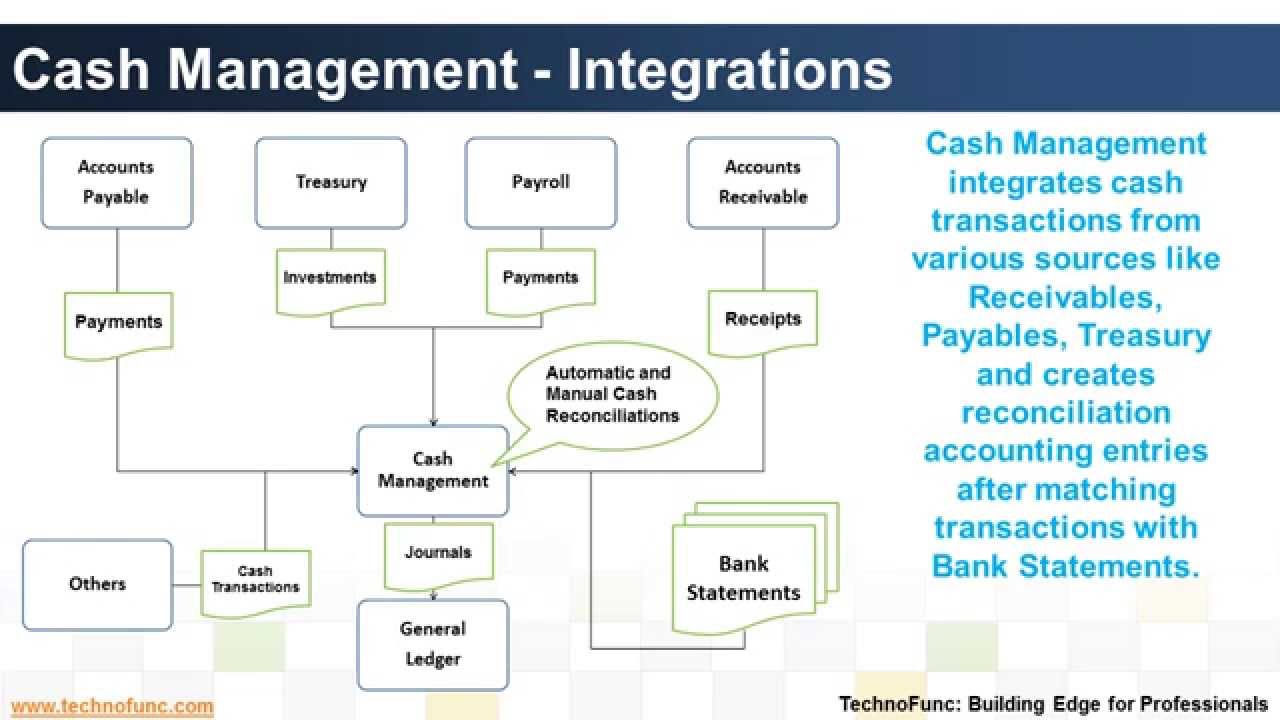 Cash Management - Integrations
Accounts
Payable
Treasury
Payroll
Accounts
Receivable
Investments
Payments
Payments
Receipts
Automatic and
Manual Cash
Reconciliations
Cash
Management
Journals
Others
Cash
Transactions
General
Ledger
Bank
Statements
Cash Management
integrates cash
transactions from
various sources like
Receivables,
Payables, Treasury
and creates
reconciliation
accounting entries
after matching
transactions with
Bank Statements.
www.technofunc.com
TechnoFunc: Building Edge for Professionals